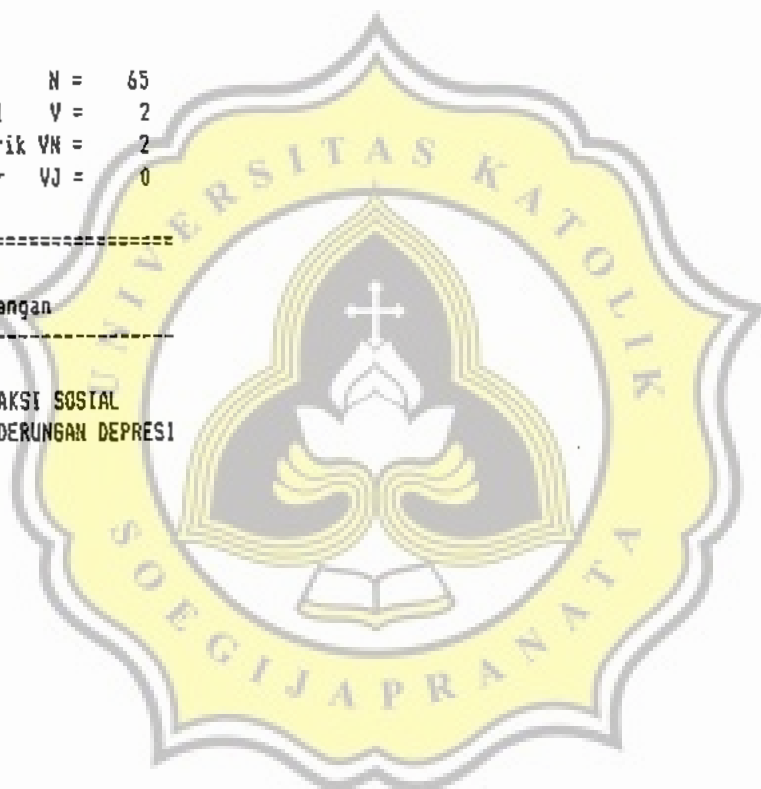 N = 65
V = 2
rik VN = 2
r VJ = 0
================
angan
----------------
AKSI SOSIAL
DERUNGAN DEPRESI
UNIVERSITAS KATOLIK
SOEGIJAPRANATA